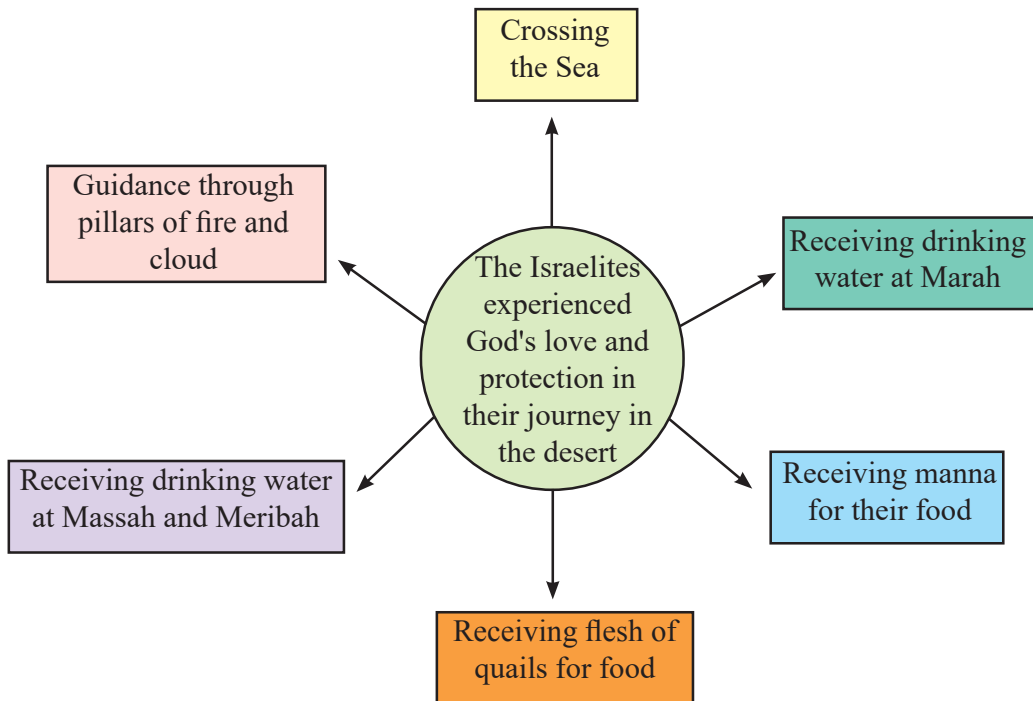 Crossing
the Sea
Guidance through
pillars of fire and
cloud
Receiving drinking
water at Marah
The Israelites
experienced
God's love and
protection in
their journey in
the desert
Receiving drinking water
at Massah and Meribah
Receiving manna
for their food
Receiving flesh of
quails for food